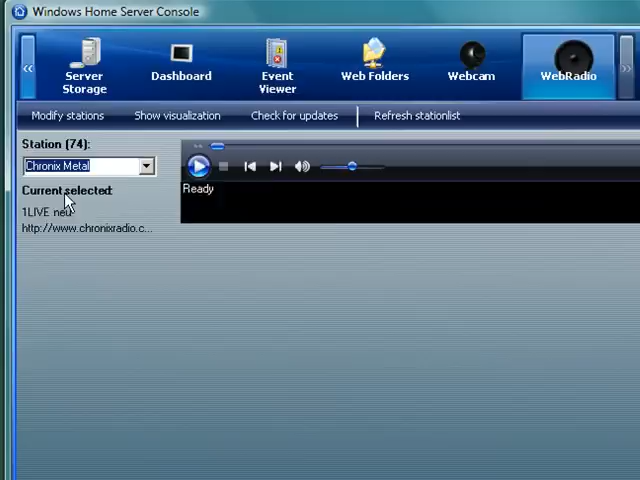 Windows Home Server Console
Server Storage
Dashboard
Event Viewer
Web Folders
Webcam
WebRadio
Modify stations
Show visualization
Check for updates
Refresh stationlist
Station (74):
Chronix Metal
Ready
Current selected:
1LIVE neu
http://www.chronixradio.c...